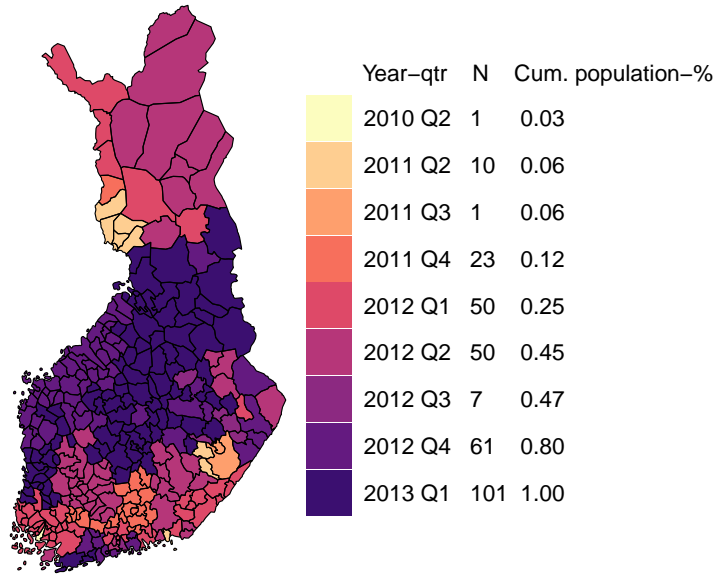 Year–qtr N Cum. population–%
2010 Q2 1 0.03
2011 Q2 10 0.06
2011 Q3 1 0.06
2011 Q4 23 0.12
2012 Q1 50 0.25
2012 Q2 50 0.45
2012 Q3 7 0.47
2012 Q4 61 0.80
2013 Q1 101 1.00